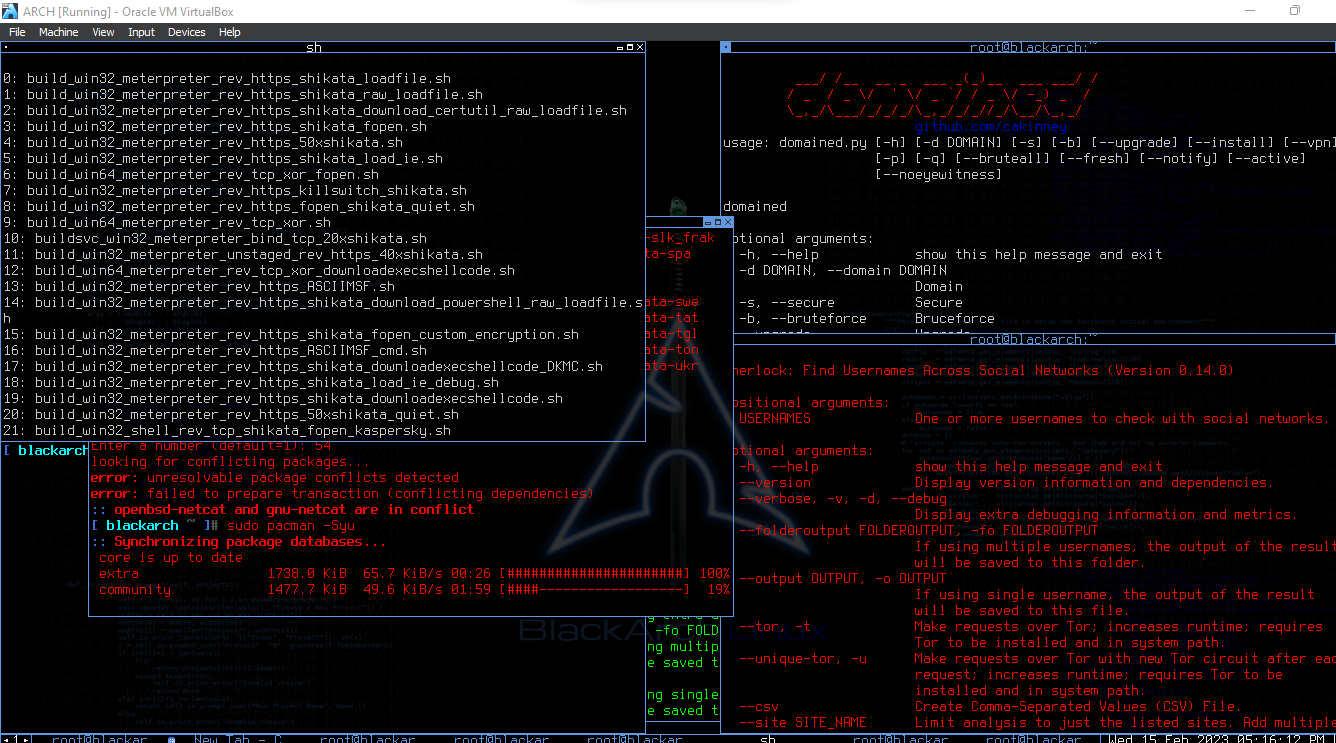 ARCH [Running] - Oracle VM VirtualBox
File Machine View Input Devices Help
sh
0: build_win32_meterpreter_rev_https_shikata_loadfile.sh
1: build_win32_meterpreter_rev_https_shikata_raw_loadfile.sh
2: build_win32_meterpreter_rev_https_shikata_download_certutil_raw_loadfile.sh
3: build_win32_meterpreter_rev_https_shikata_fopen.sh
4: build_win32_meterpreter_rev_https_50xshikata.sh
5: build_win32_meterpreter_rev_https_shikata_load_ie.sh
6: build_win64_meterpreter_rev_tcp_xor_fopen.sh
7: build_win32_meterpreter_rev_https_killswitch_shikata.sh
8: build_win32_meterpreter_rev_https_fopen_shikata_quiet.sh
9: build_win64_meterpreter_rev_tcp_xor.sh
10: buildsvc_win32_meterpreter_bind_tcp_20xshikata.sh
11: build_win32_meterpreter_unstaged_rev_https_40xshikata.sh
12: build_win64_meterpreter_rev_tcp_xor_downloadexecshellcode.sh
13: build_win32_meterpreter_rev_https_ASCIIMSF.sh
14: build_win32_meterpreter_rev_https_shikata_download_powershell_raw_loadfile.s
h
15: build_win32_meterpreter_rev_https_shikata_fopen_custom_encryption.sh
16: build_win32_meterpreter_rev_https_ASCIIMSF_cmd.sh
17: build_win32_meterpreter_rev_https_shikata_downloadexecshellcode_DKMC.sh
18: build_win32_meterpreter_rev_https_shikata_load_ie_debug.sh
19: build_win32_meterpreter_rev_https_shikata_downloadexecshellcode.sh
20: build_win32_meterpreter_rev_https_50xshikata_quiet.sh
21: build_win32_shell_rev_tcp_shikata_fopen_kaspersky.sh
[ blackarch
-slk_frak
ta-spa
ata-swe
ata-tat
ata-tgl
ata-ton
ata-ukr
Enter a number (default=1): 54
looking for conflicting packages...
error: unresolvable package conflicts detected
error: failed to prepare transaction (conflicting dependencies)
:: openbsd-netcat and gnu-netcat are in conflict
[ blackarch ~ ]# sudo pacman -Syu
:: Synchronizing package databases...
core is up to date
extra 1738.0 KiB 65.7 KiB/s 00:26 [######################] 100%
community 1477.7 KiB 49.6 KiB/s 01:59 [####------------------] 19%
-fo FOLD
ng multip
e saved t
ng single
e saved t
root@blackarch:~
domained
github.com/cakinney
usage: domained.py [-h] [-d DOMAIN] [-s] [-b] [--upgrade] [--install] [--vpn]
[-p] [-q] [--bruteall] [--fresh] [--notify] [--active]
[--noeyewitness]
domained
optional arguments:
-h, --help show this help message and exit
-d DOMAIN, --domain DOMAIN
Domain
-s, --secure Secure
-b, --bruteforce Bruceforce
root@blackarch:~
herlock: Find Usernames Across Social Networks (Version 0.14.0)
ositional arguments:
USERNAMES One or more usernames to check with social networks.
ptional arguments:
-h, --help show this help message and exit
--version Display version information and dependencies.
--verbose, -v, -d, --debug
Display extra debugging information and metrics.
--folderoutput FOLDEROUTPUT, -fo FOLDEROUTPUT
If using multiple usernames, the output of the result
will be saved to this folder.
--output OUTPUT, -o OUTPUT
If using single username, the output of the result
will be saved to this file.
--tor, -t Make requests over Tor; increases runtime; requires
Tor to be installed and in system path.
--unique-tor, -u Make requests over Tor with new Tor circuit after eac
request; increases runtime; requires Tor to be
installed and in system path.
--csv Create Comma-Separated Values (CSV) File.
--site SITE_NAME Limit analysis to just the listed sites. Add multiple
1 root@blackar New Tab - C root@blackar root@blackar root@blackar sh root@blackar root@blackar Wed 15 Feb 2023 05:16:12 PM